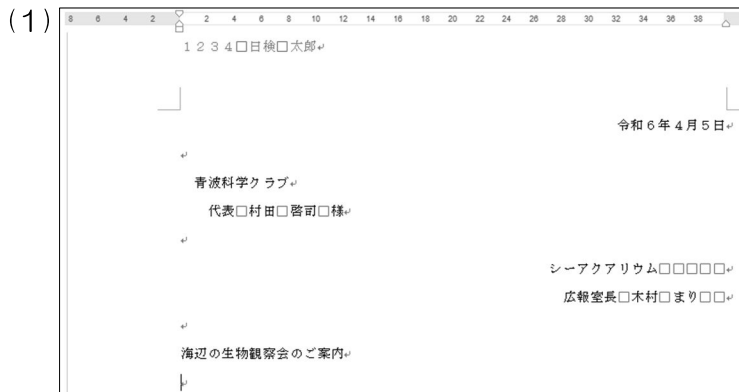 (1)
8 6 4 2 2 4 6 8 10 12 14 16 18 20 22 24 26 28 30 32 34 36 38
1234□日検□太郎↵
令和6年4月5日↵
↵
青波科学クラブ↵
代表□村田□啓司□様↵
↵
シーアクアリウム□□□□□↵
広報室長□木村□まり□□↵
↵
海辺の生物観察会のご案内↵
↵